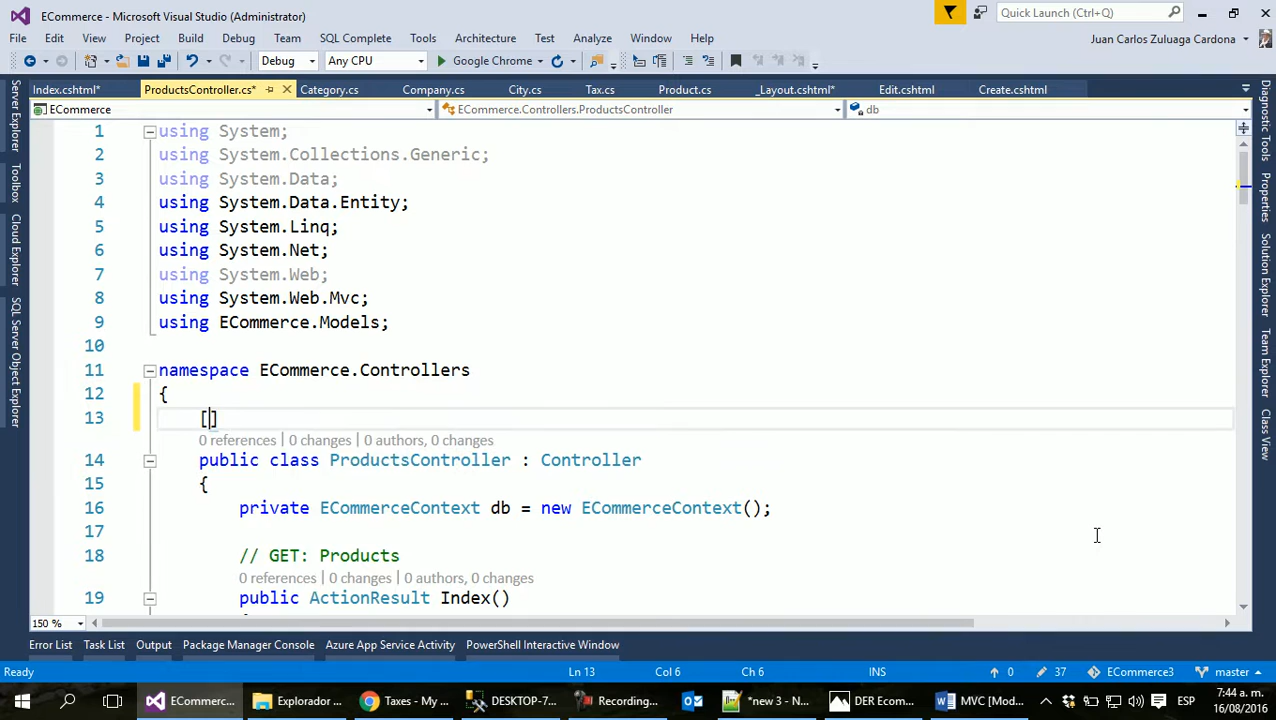 ECommerce - Microsoft Visual Studio (Administrator)
Quick Launch (Ctrl+Q)
File Edit View Project Build Debug Team SQL Complete Tools Architecture Test Analyze Window Help
Juan Carlos Zuluaga Cardona
Debug Any CPU Google Chrome
Index.cshtml* ProductsController.cs* Category.cs Company.cs City.cs Tax.cs Product.cs _Layout.cshtml* Edit.cshtml Create.cshtml
ECommerce ECommerce.Controllers.ProductsController db
Server Explorer
Toolbox
Cloud Explorer
SQL Server Object Explorer
1 using System;
2 using System.Collections.Generic;
3 using System.Data;
4 using System.Data.Entity;
5 using System.Linq;
6 using System.Net;
7 using System.Web;
8 using System.Web.Mvc;
9 using ECommerce.Models;
10
11 namespace ECommerce.Controllers
12 {
13 []
0 references | 0 changes | 0 authors, 0 changes
14 public class ProductsController : Controller
15 {
16 private ECommerceContext db = new ECommerceContext();
17
18 // GET: Products
0 references | 0 changes | 0 authors, 0 changes
19 public ActionResult Index()
Diagnostic Tools
Properties
Solution Explorer
Team Explorer
Class View
150 %
Error List Task List Output Package Manager Console Azure App Service Activity PowerShell Interactive Window
Ready Ln 13 Col 6 Ch 6 INS 0 37 ECommerce3 master
ECommerc... Explorador ... Taxes - My ... DESKTOP-7... Recording... *new 3 - N... DER Ecom... MVC [Mod... ESP
7:44 a. m.
16/08/2016